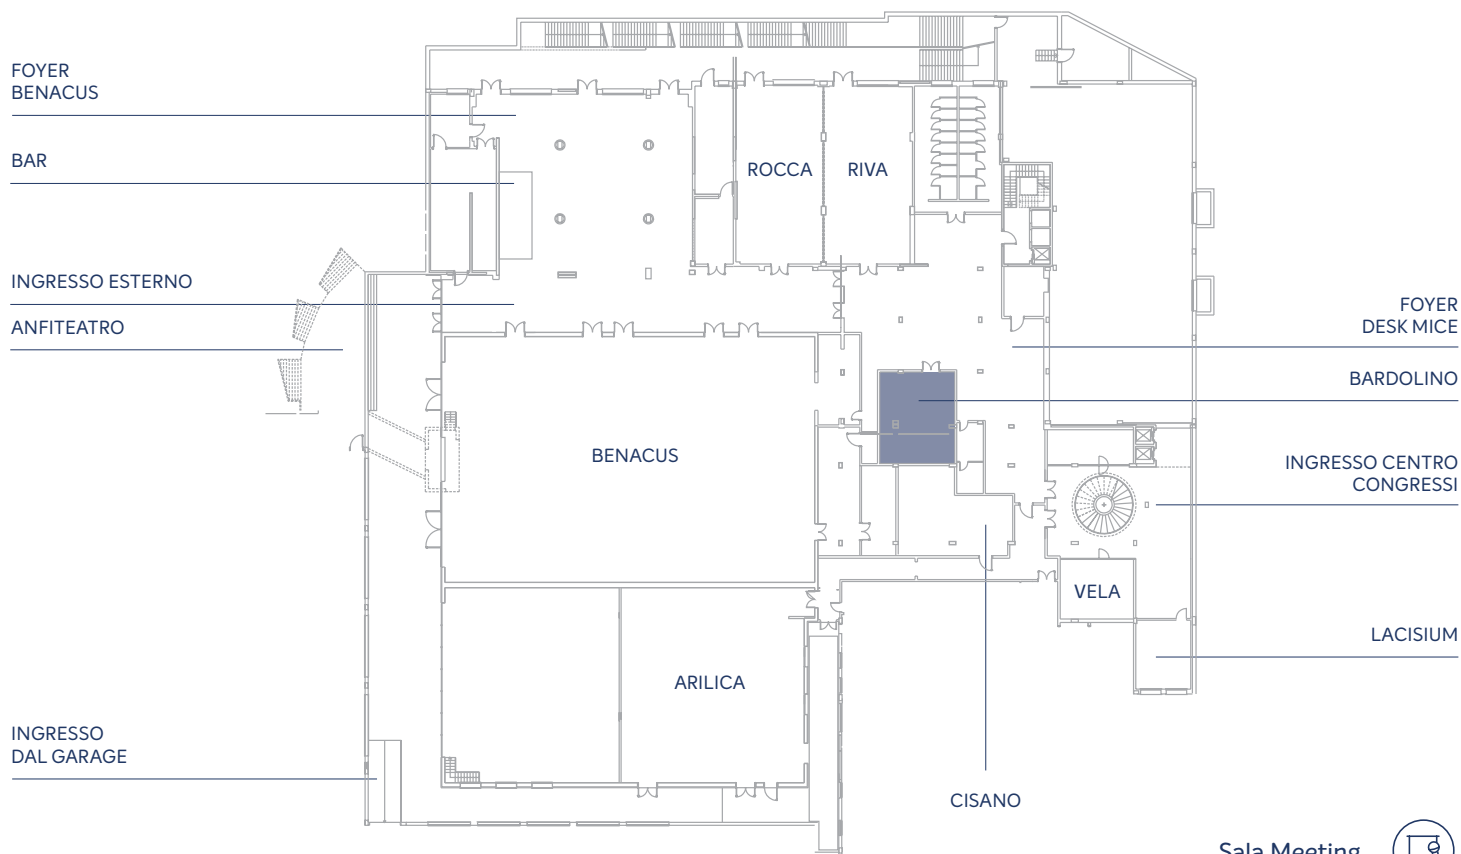 FOYER
BENACUS
BAR
INGRESSO ESTERNO
ANFITEATRO
INGRESSO
DAL GARAGE
ROCCA
RIVA
BENACUS
ARILICA
VELA
CISANO
FOYER
DESK MICE
BARDOLINO
INGRESSO CENTRO
CONGRESSI
LACISIUM
Sala Meeting